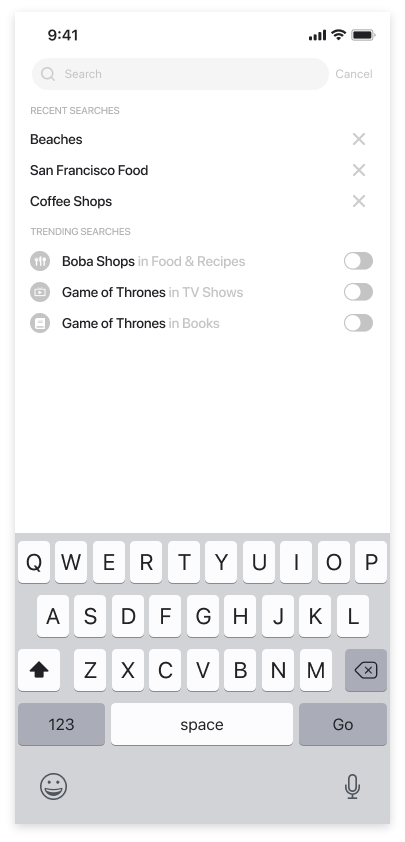 9:41
Search Cancel
RECENT SEARCHES
Beaches
San Francisco Food
Coffee Shops
TRENDING SEARCHES
Boba Shops in Food & Recipes
Game of Thrones in TV Shows
Game of Thrones in Books
Q W E R T Y U I O P
A S D F G H J K L
Z X C V B N M
123 space Go